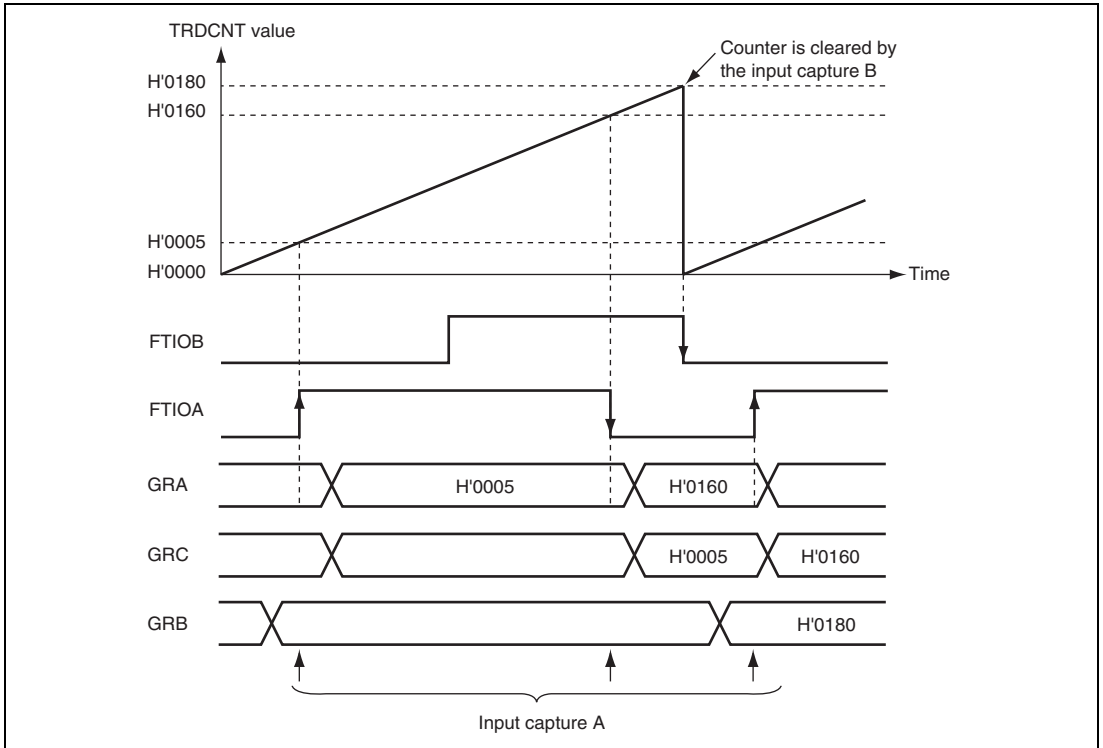 TRDCNT value
Counter is cleared by
the input capture B
H'0180
H'0160
H'0005
H'0000
Time
FTIOB
FTIOA
GRA
H'0005
H'0160
GRC
H'0005
H'0160
GRB
H'0180
Input capture A